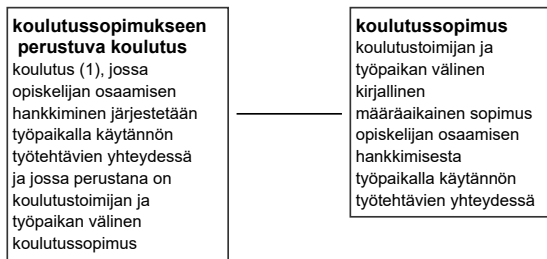 koulutussopimukseen
perustuva koulutus
koulutus (1), jossa
opiskelijan osaamisen
hankkiminen järjestetään
työpaikalla käytännön
työtehtävien yhteydessä
ja jossa perustana on
koulutustoimijan ja
työpaikan välinen
koulutussopimus
koulutussopimus
koulutustoimijan ja
työpaikan välinen
kirjallinen
määräaikainen sopimus
opiskelijan osaamisen
hankkimisesta
työpaikalla käytännön
työtehtävien yhteydessä